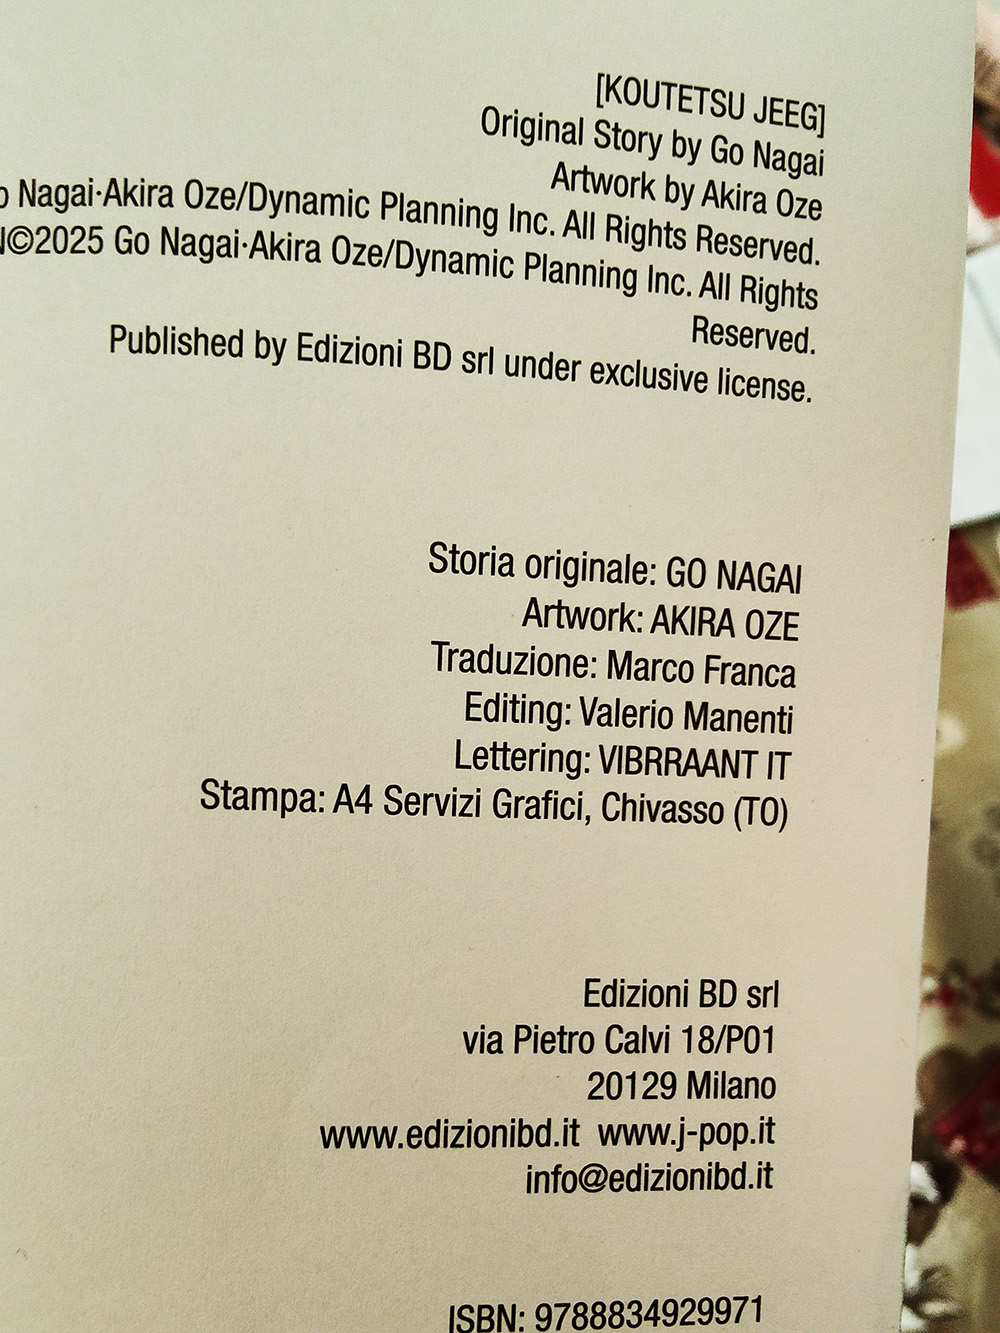 [KOUTETSU JEEG]
Original Story by Go Nagai
Artwork by Akira Oze
Nagai·Akira Oze/Dynamic Planning Inc. All Rights Reserved.
©2025 Go Nagai·Akira Oze/Dynamic Planning Inc. All Rights
Reserved.
Published by Edizioni BD srl under exclusive license.
Storia originale: GO NAGAI
Artwork: AKIRA OZE
Traduzione: Marco Franca
Editing: Valerio Manenti
Lettering: VIBRRAANT IT
Stampa: A4 Servizi Grafici, Chivasso (TO)
Edizioni BD srl
via Pietro Calvi 18/P01
20129 Milano
www.edizionibd.it www.j-pop.it
info@edizionibd.it
ISBN: 9788834929971